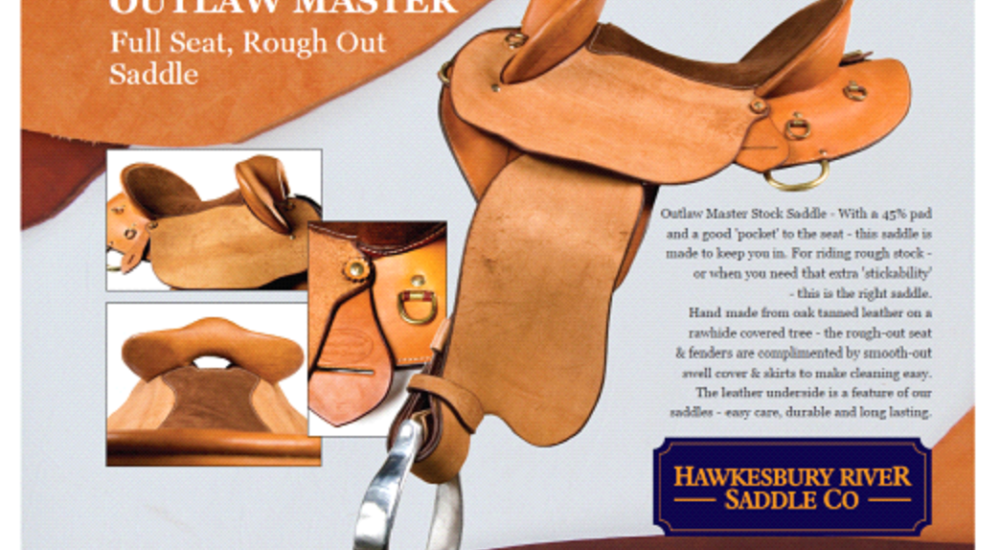 OUTLAW MASTER
Full Seat, Rough Out
Saddle
Outlaw Master Stock Saddle - With a 45% pad
and a good 'pocket' to the seat - this saddle is
made to keep you in. For riding rough stock -
or when you need that extra 'stickability'
- this is the right saddle.
Hand made from oak tanned leather on a
rawhide covered tree - the rough-out seat
& fenders are complimented by smooth-out
swell cover & skirts to make cleaning easy.
The leather underside is a feature of our
saddles - easy care, durable and long lasting.
HAWKESBURY RIVER
SADDLE CO